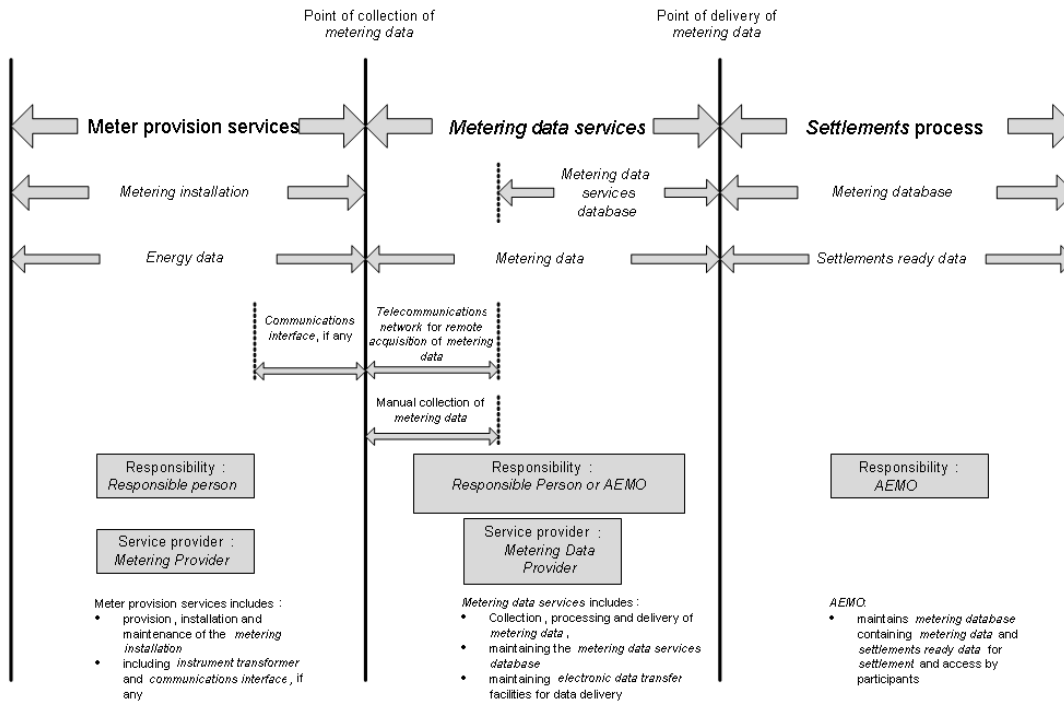 Point of collection of
metering data
Point of delivery of
metering data
Meter provision services
Metering data services
Settlements process
Metering installation
Metering data
services
database
Metering database
Energy data
Metering data
Settlements ready data
Communications
interface, if any
Telecommunications
network for remote
acquisition of metering
data
Manual collection of
metering data
Responsibility :
Responsible person
Responsibility :
Responsible Person or AEMO
Responsibility :
AEMO
Service provider :
Metering Provider
Service provider :
Metering Data
Provider
Meter provision services includes :
• provision, installation and
maintenance of the metering
installation
• including instrument transformer
and communications interface, if
any
Metering data services includes :
• Collection, processing and delivery of
metering data,
• maintaining the metering data services
database
• maintaining electronic data transfer
facilities for data delivery
AEMO:
• maintains metering database
containing metering data and
settlements ready data for
settlement and access by
participants